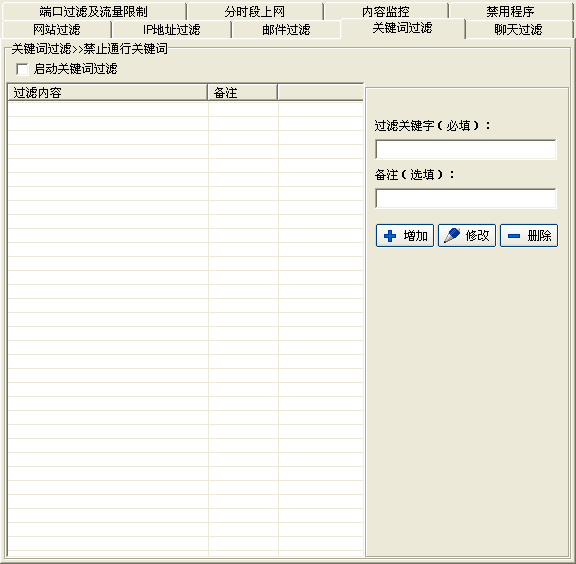 端口过滤及流量限制 分时段上网 内容监控 禁用程序
网站过滤 IP地址过滤 邮件过滤 关键词过滤 聊天过滤
关键词过滤>>禁止通行关键词
启动关键词过滤
过滤内容 备注
过滤关键字(必填):
备注(选填):
增加 修改 删除